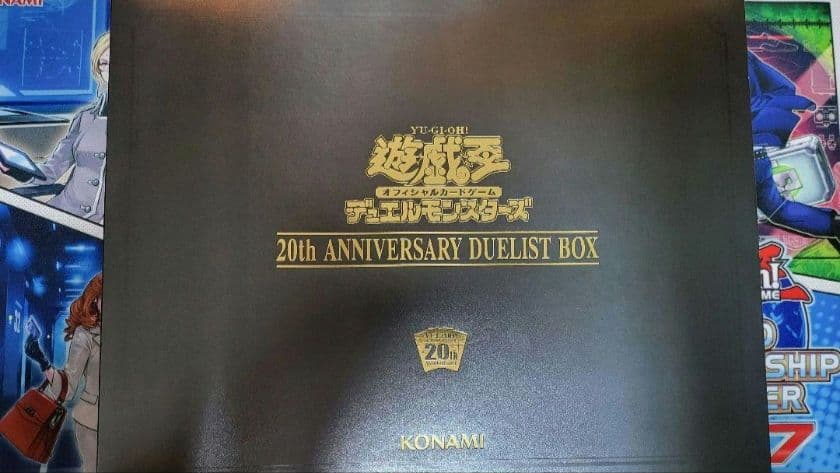 KONAMI
YU-GI-OH!
遊戯王
オフィシャルカードゲーム
デュエルモンスターズ
20th ANNIVERSARY DUELIST BOX
20th
KONAMI